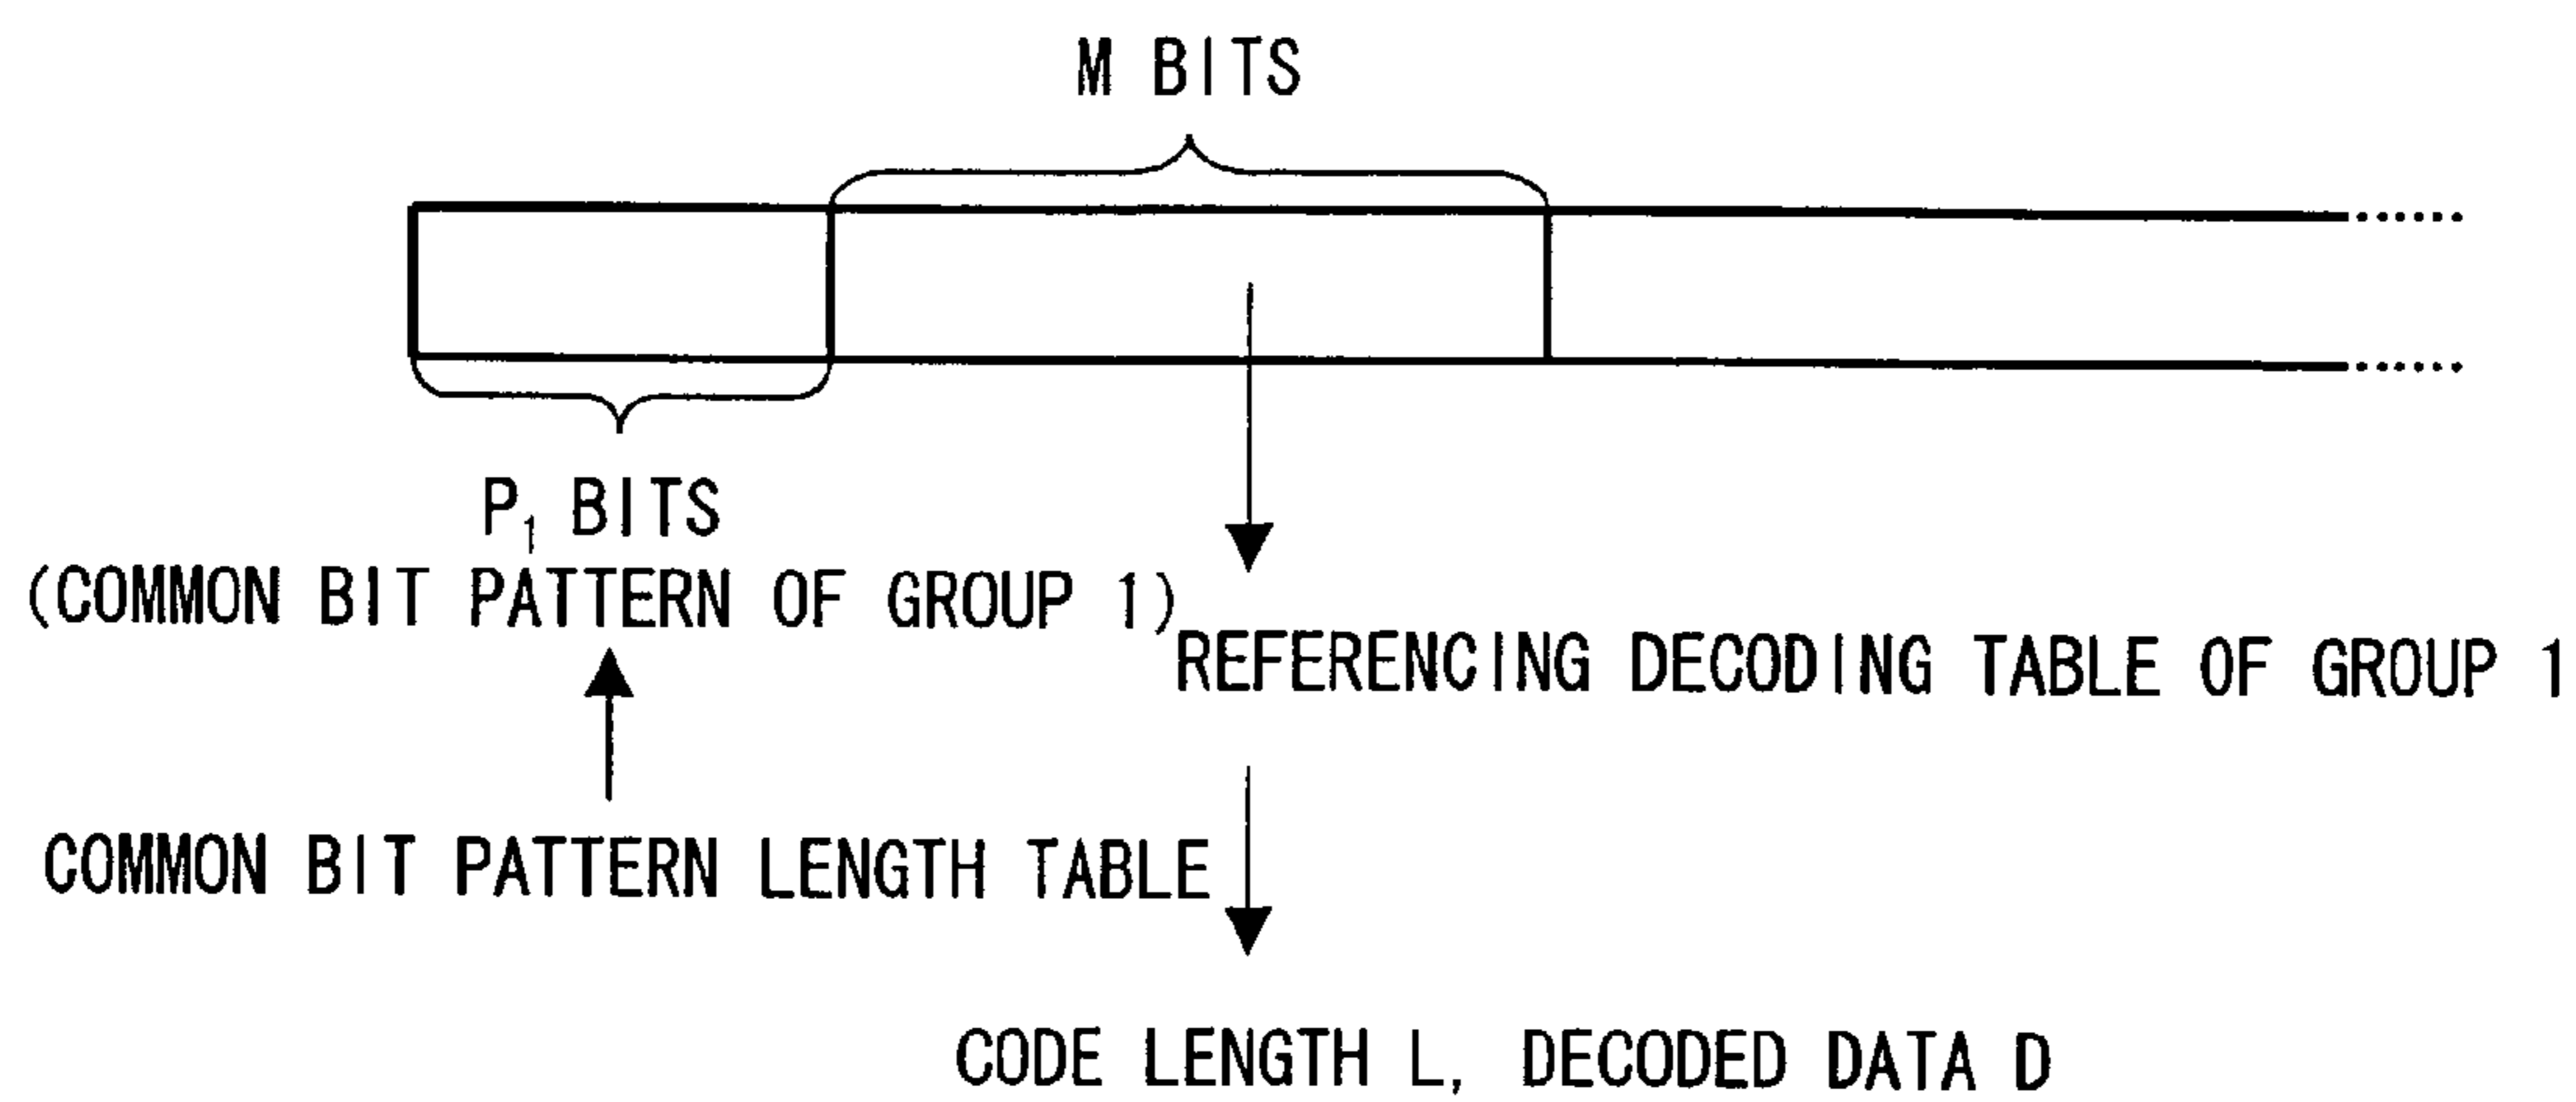 M BITS
P₁ BITS
(COMMON BIT PATTERN OF GROUP 1)
REFERENCING DECODING TABLE OF GROUP 1
COMMON BIT PATTERN LENGTH TABLE
CODE LENGTH L, DECODED DATA D